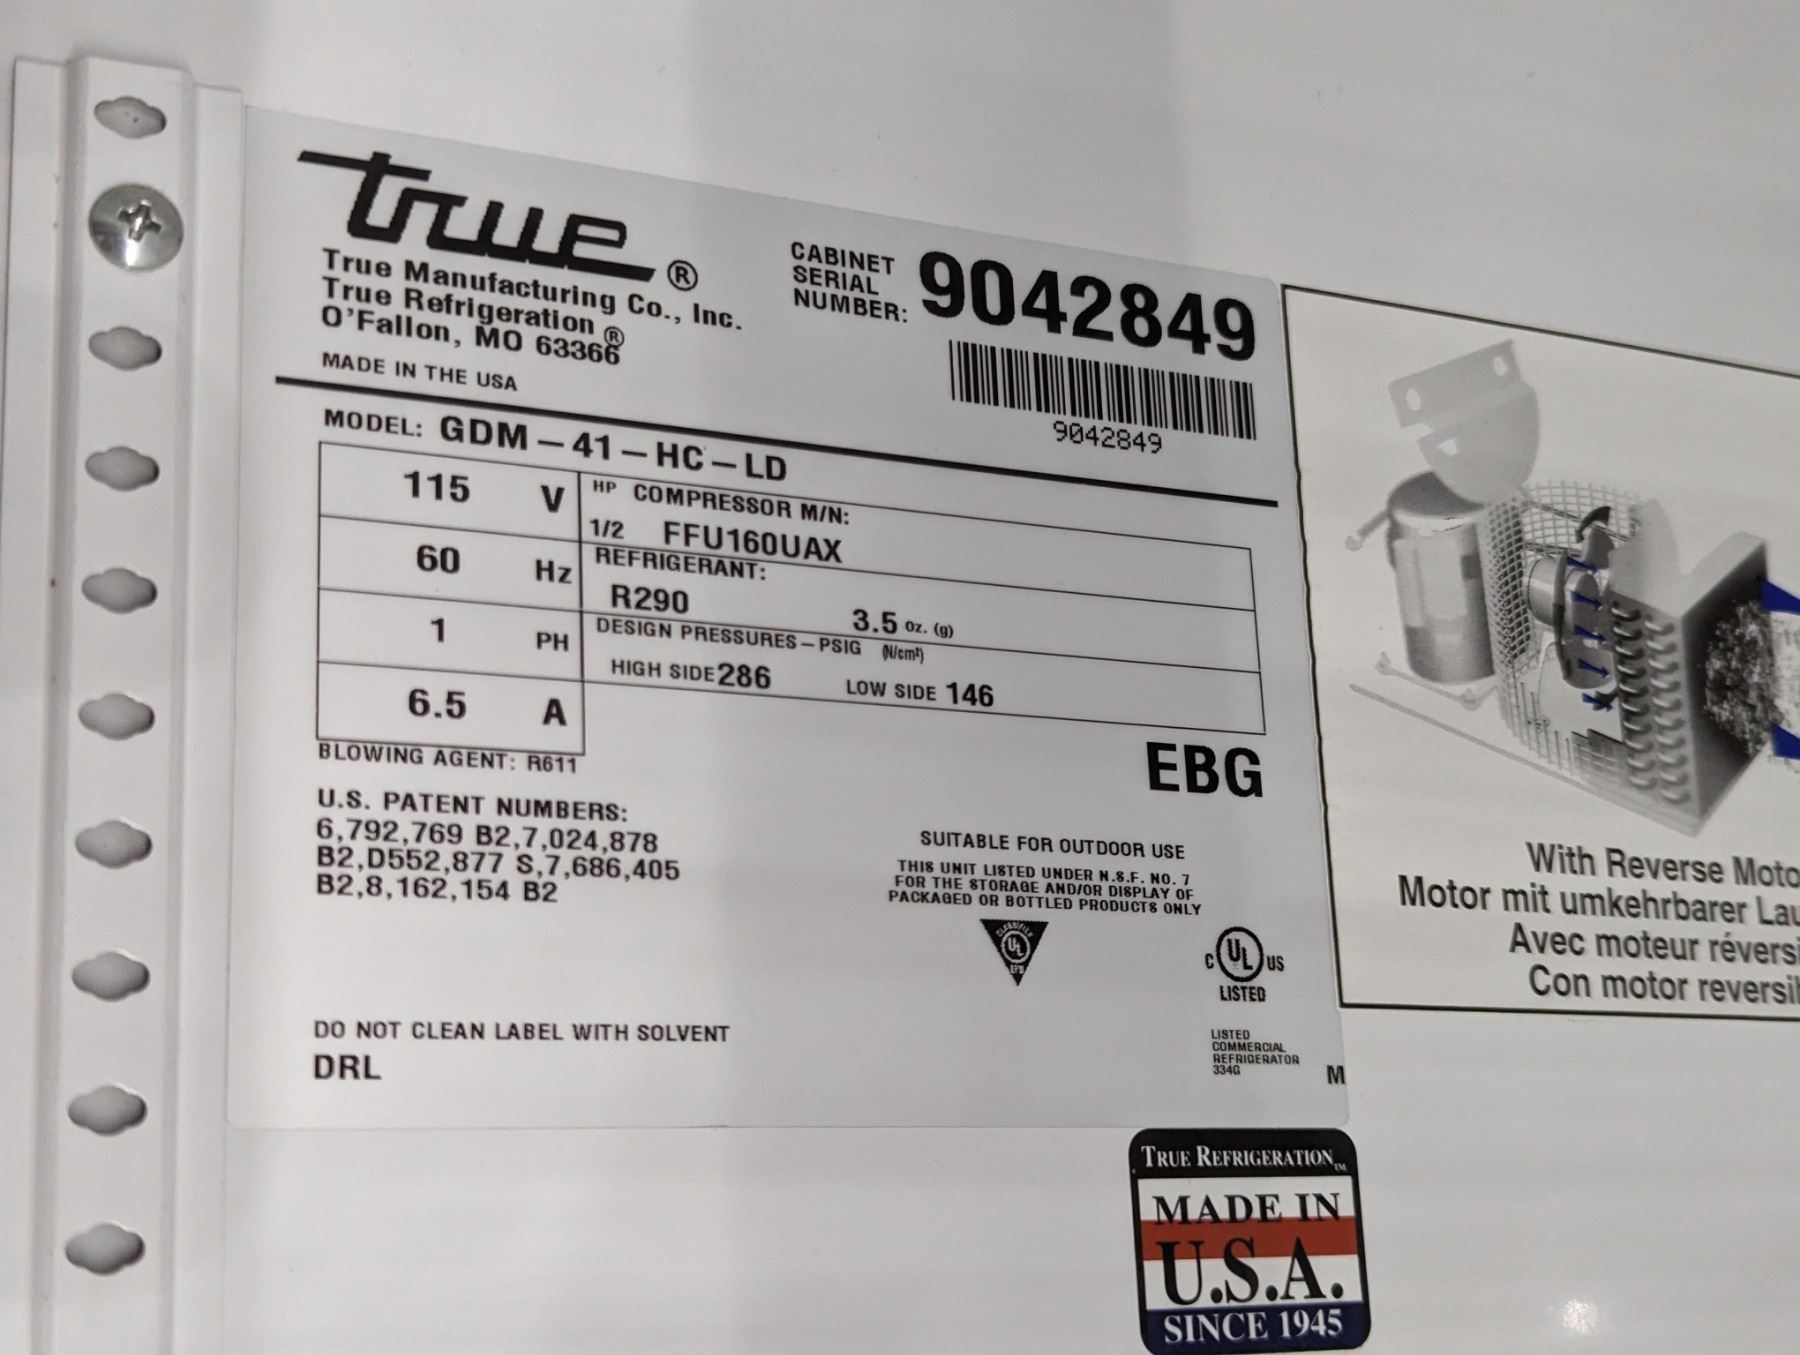 true®
True Manufacturing Co., Inc.
True Refrigeration®
O'Fallon, MO 63366
MADE IN THE USA
CABINET
SERIAL
NUMBER: 9042849
9042849
MODEL: GDM-41-HC-LD
115 V
60 Hz
1 PH
6.5 A
HP COMPRESSOR M/N:
1/2 FFU160UAX
REFRIGERANT:
R290 3.5 oz. (g)
DESIGN PRESSURES-PSIG (N/cm²)
HIGH SIDE 286 LOW SIDE 146
BLOWING AGENT: R611
EBG
U.S. PATENT NUMBERS:
6,792,769 B2,7,024,878
B2,D552,877 S,7,686,405
B2,8,162,154 B2
SUITABLE FOR OUTDOOR USE
THIS UNIT LISTED UNDER N.S.F. NO. 7
FOR THE STORAGE AND/OR DISPLAY OF
PACKAGED OR BOTTLED PRODUCTS ONLY
CLASSIFIED
UL
EPH
C UL US
LISTED
LISTED
COMMERCIAL
REFRIGERATOR
334G
M
DO NOT CLEAN LABEL WITH SOLVENT
DRL
With Reverse Moto
Motor mit umkehrbarer Lau
Avec moteur réversi
Con motor reversi
TRUE REFRIGERATION™
MADE IN
U.S.A.
SINCE 1945